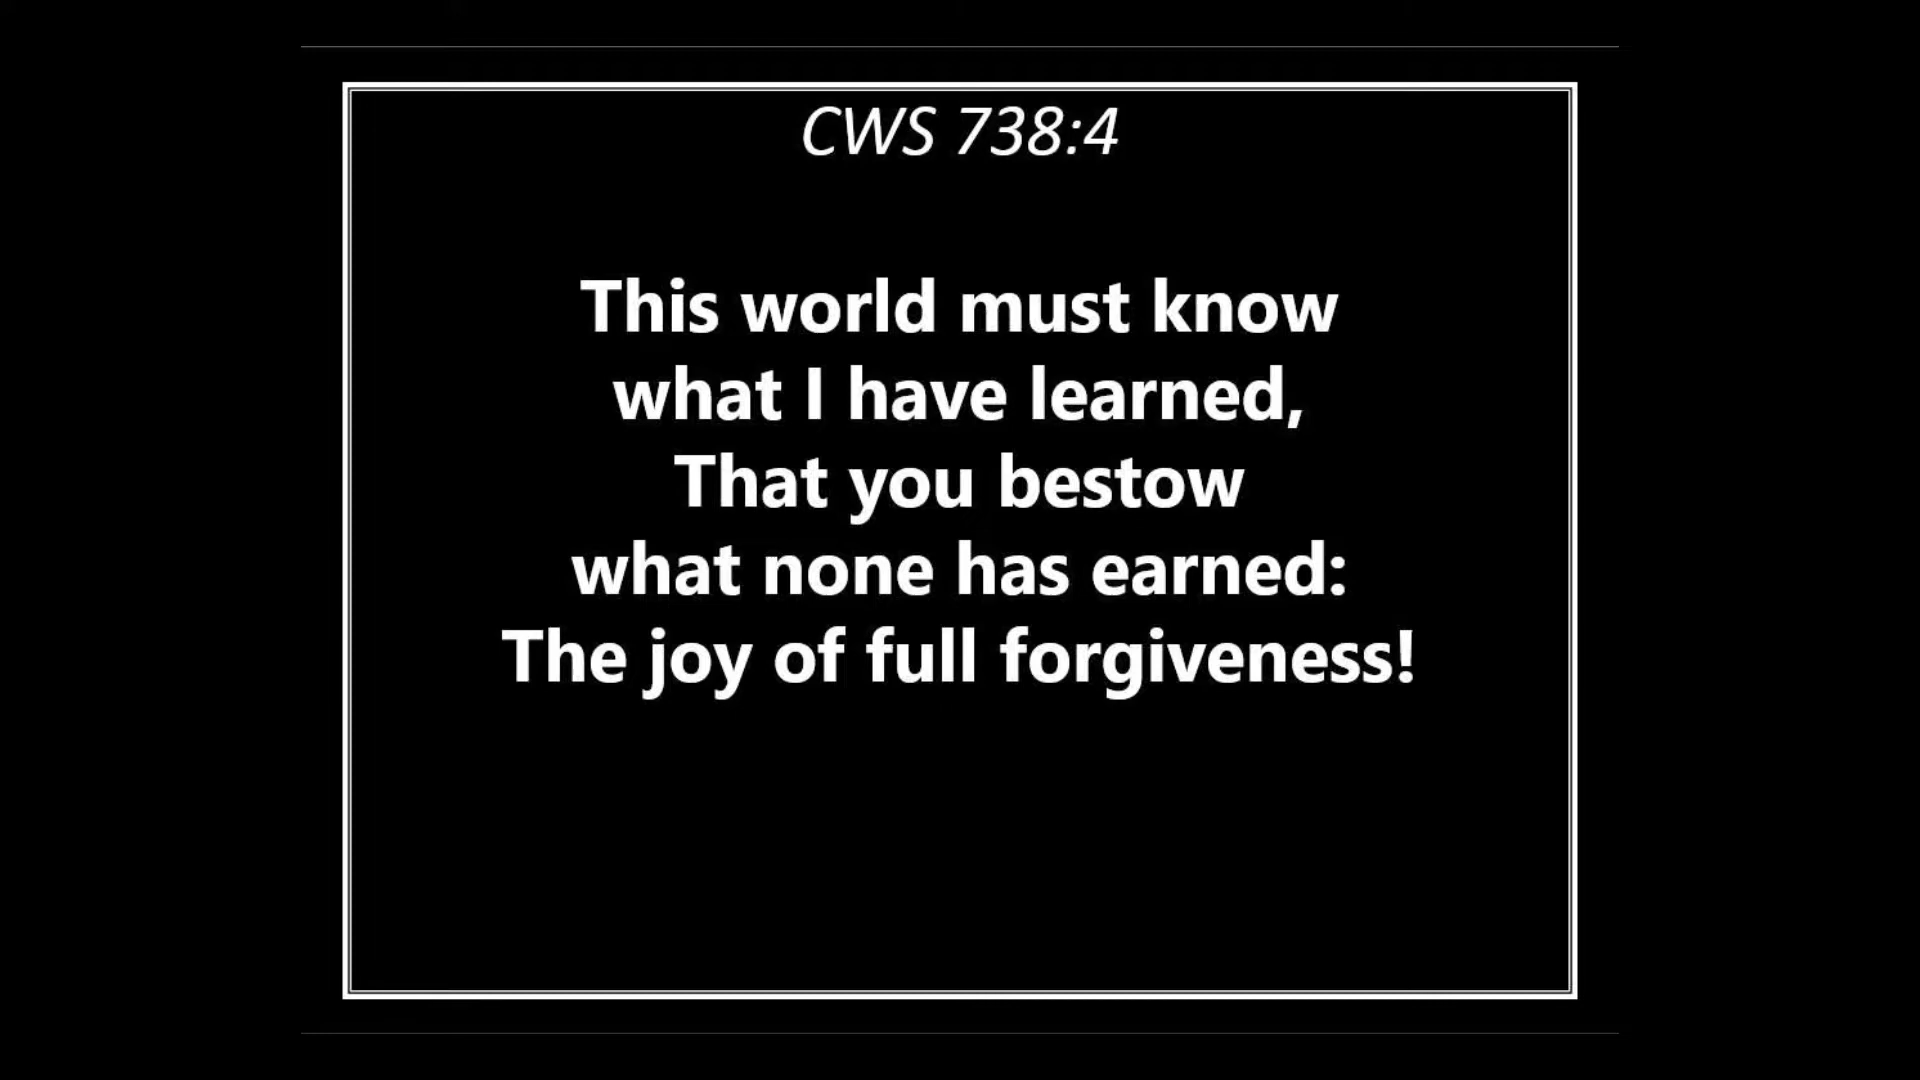 CWS 738:4
This world must know
what I have learned,
That you bestow
what none has earned:
The joy of full forgiveness!